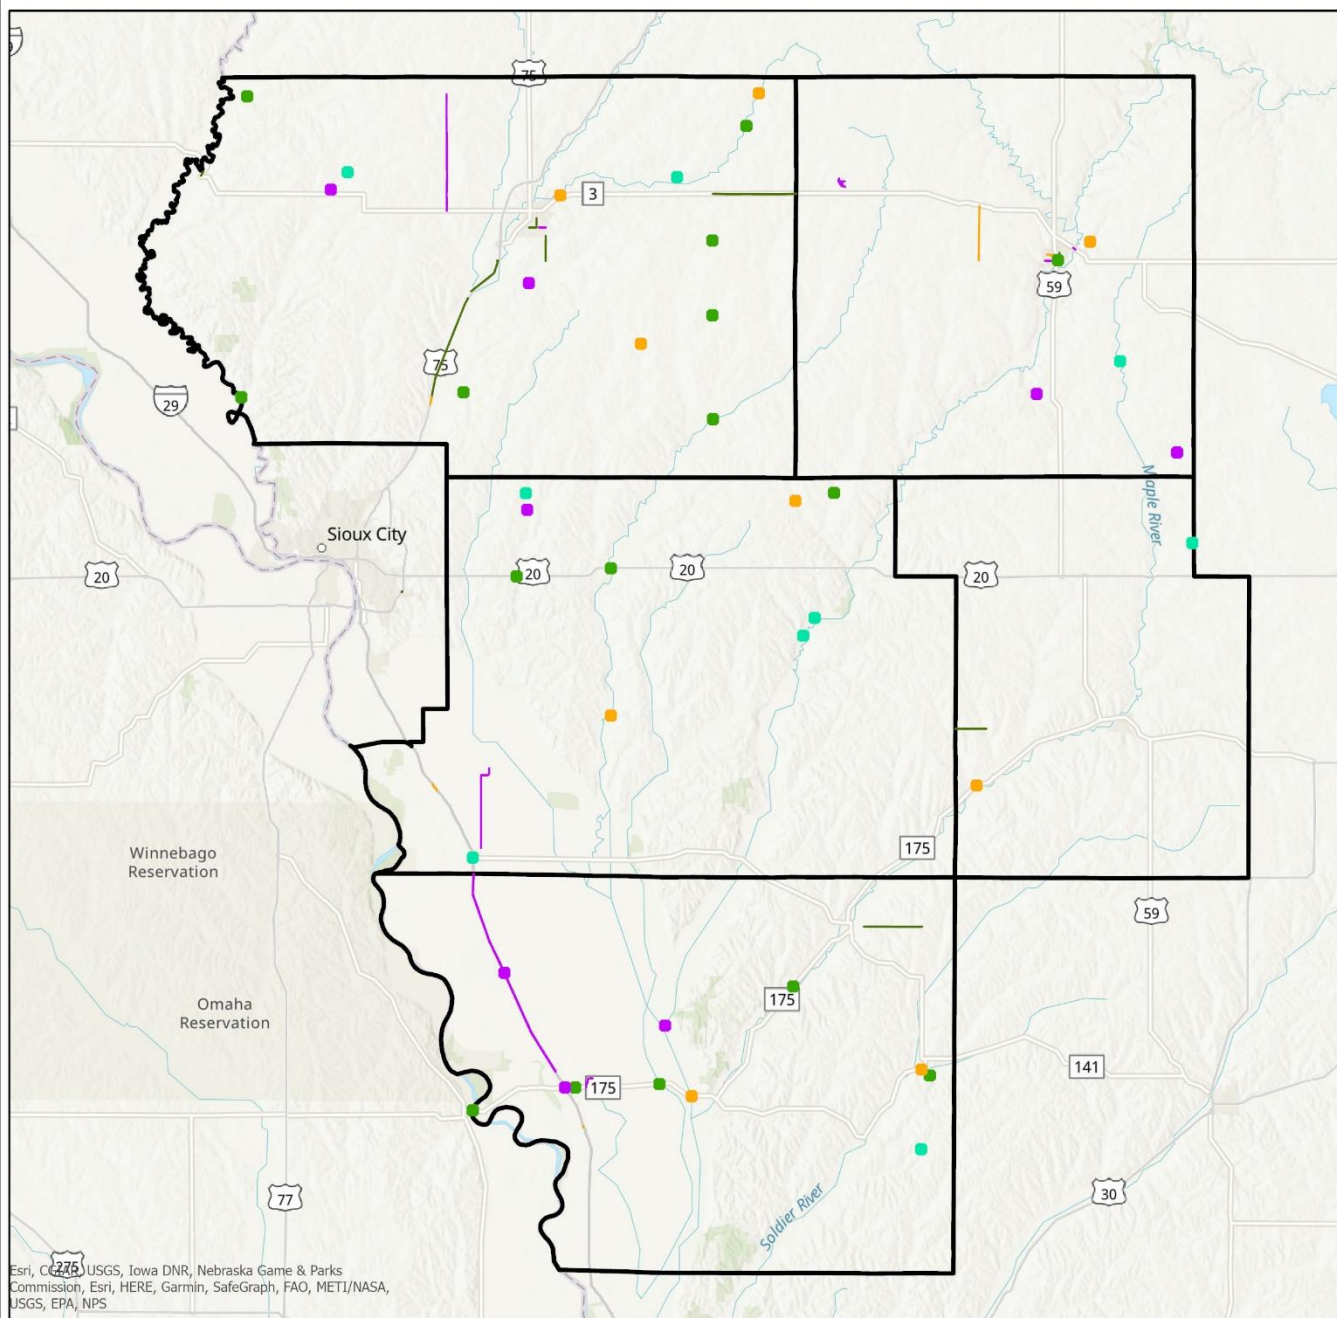 75
3
59
75
29
Maple River
Sioux City
20
20
20
20
Winnebago
Reservation
175
59
Omaha
Reservation
175
175
141
77
30
Soldier River
275
Esri, USGS, Iowa DNR, Nebraska Game & Parks
Commission, Esri, HERE, Garmin, SafeGraph, FAO, METI/NASA,
USGS, EPA, NPS